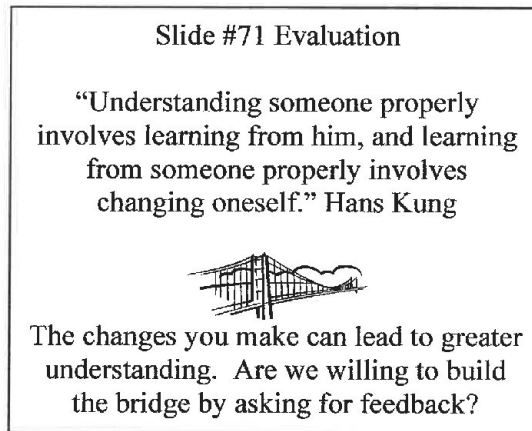 Slide #71 Evaluation
“Understanding someone properly
involves learning from him, and learning
from someone properly involves
changing oneself.” Hans Kung
The changes you make can lead to greater
understanding.  Are we willing to build
the bridge by asking for feedback?